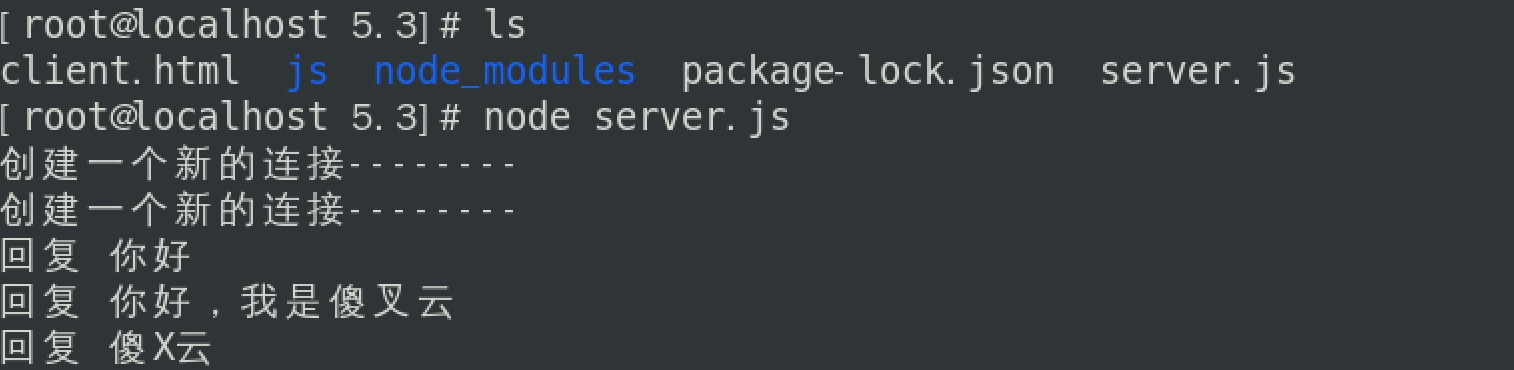 [root@localhost 5.3]# ls
client.html  js  node_modules  package-lock.json  server.js
[root@localhost 5.3]# node server.js
创建一个新的连接--------
创建一个新的连接--------
回复 你好
回复 你好，我是傻叉云
回复 傻X云